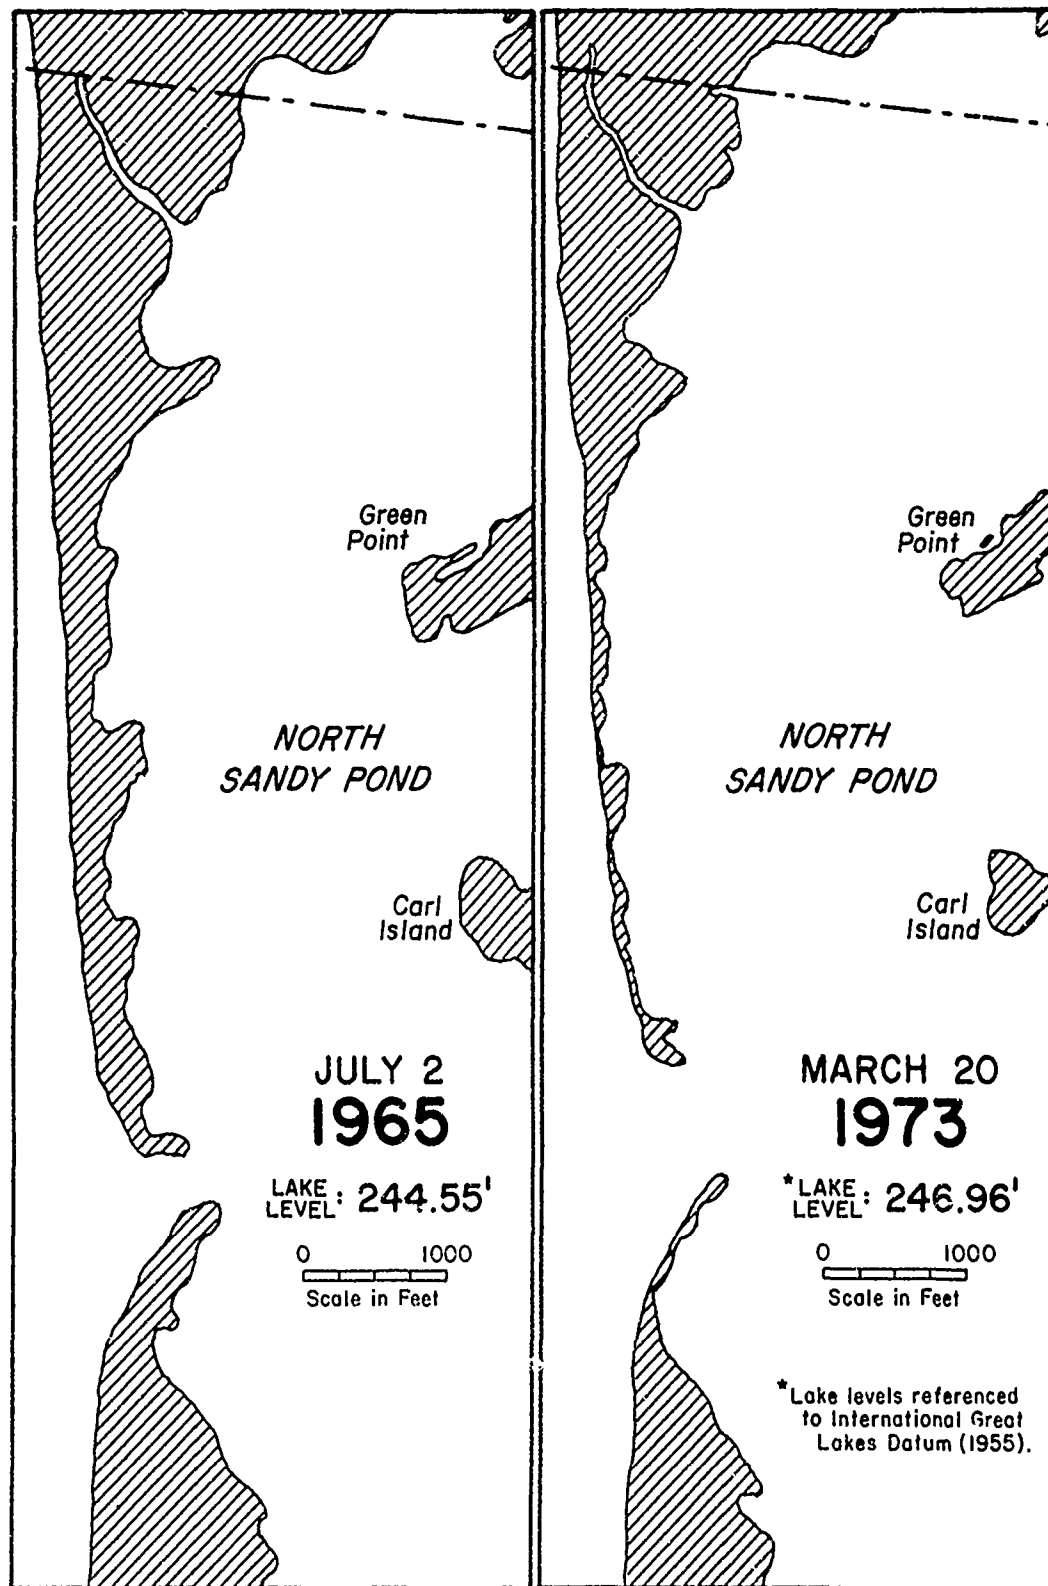 Green
Point
NORTH
SANDY POND
Carl
Island
JULY 2
1965
LAKE
LEVEL: 244.55'
0 1000
Scale in Feet
Green
Point
NORTH
SANDY POND
Carl
Island
MARCH 20
1973
*LAKE
LEVEL: 246.96'
0 1000
Scale in Feet
*Lake levels referenced
to International Great
Lakes Datum (1955).